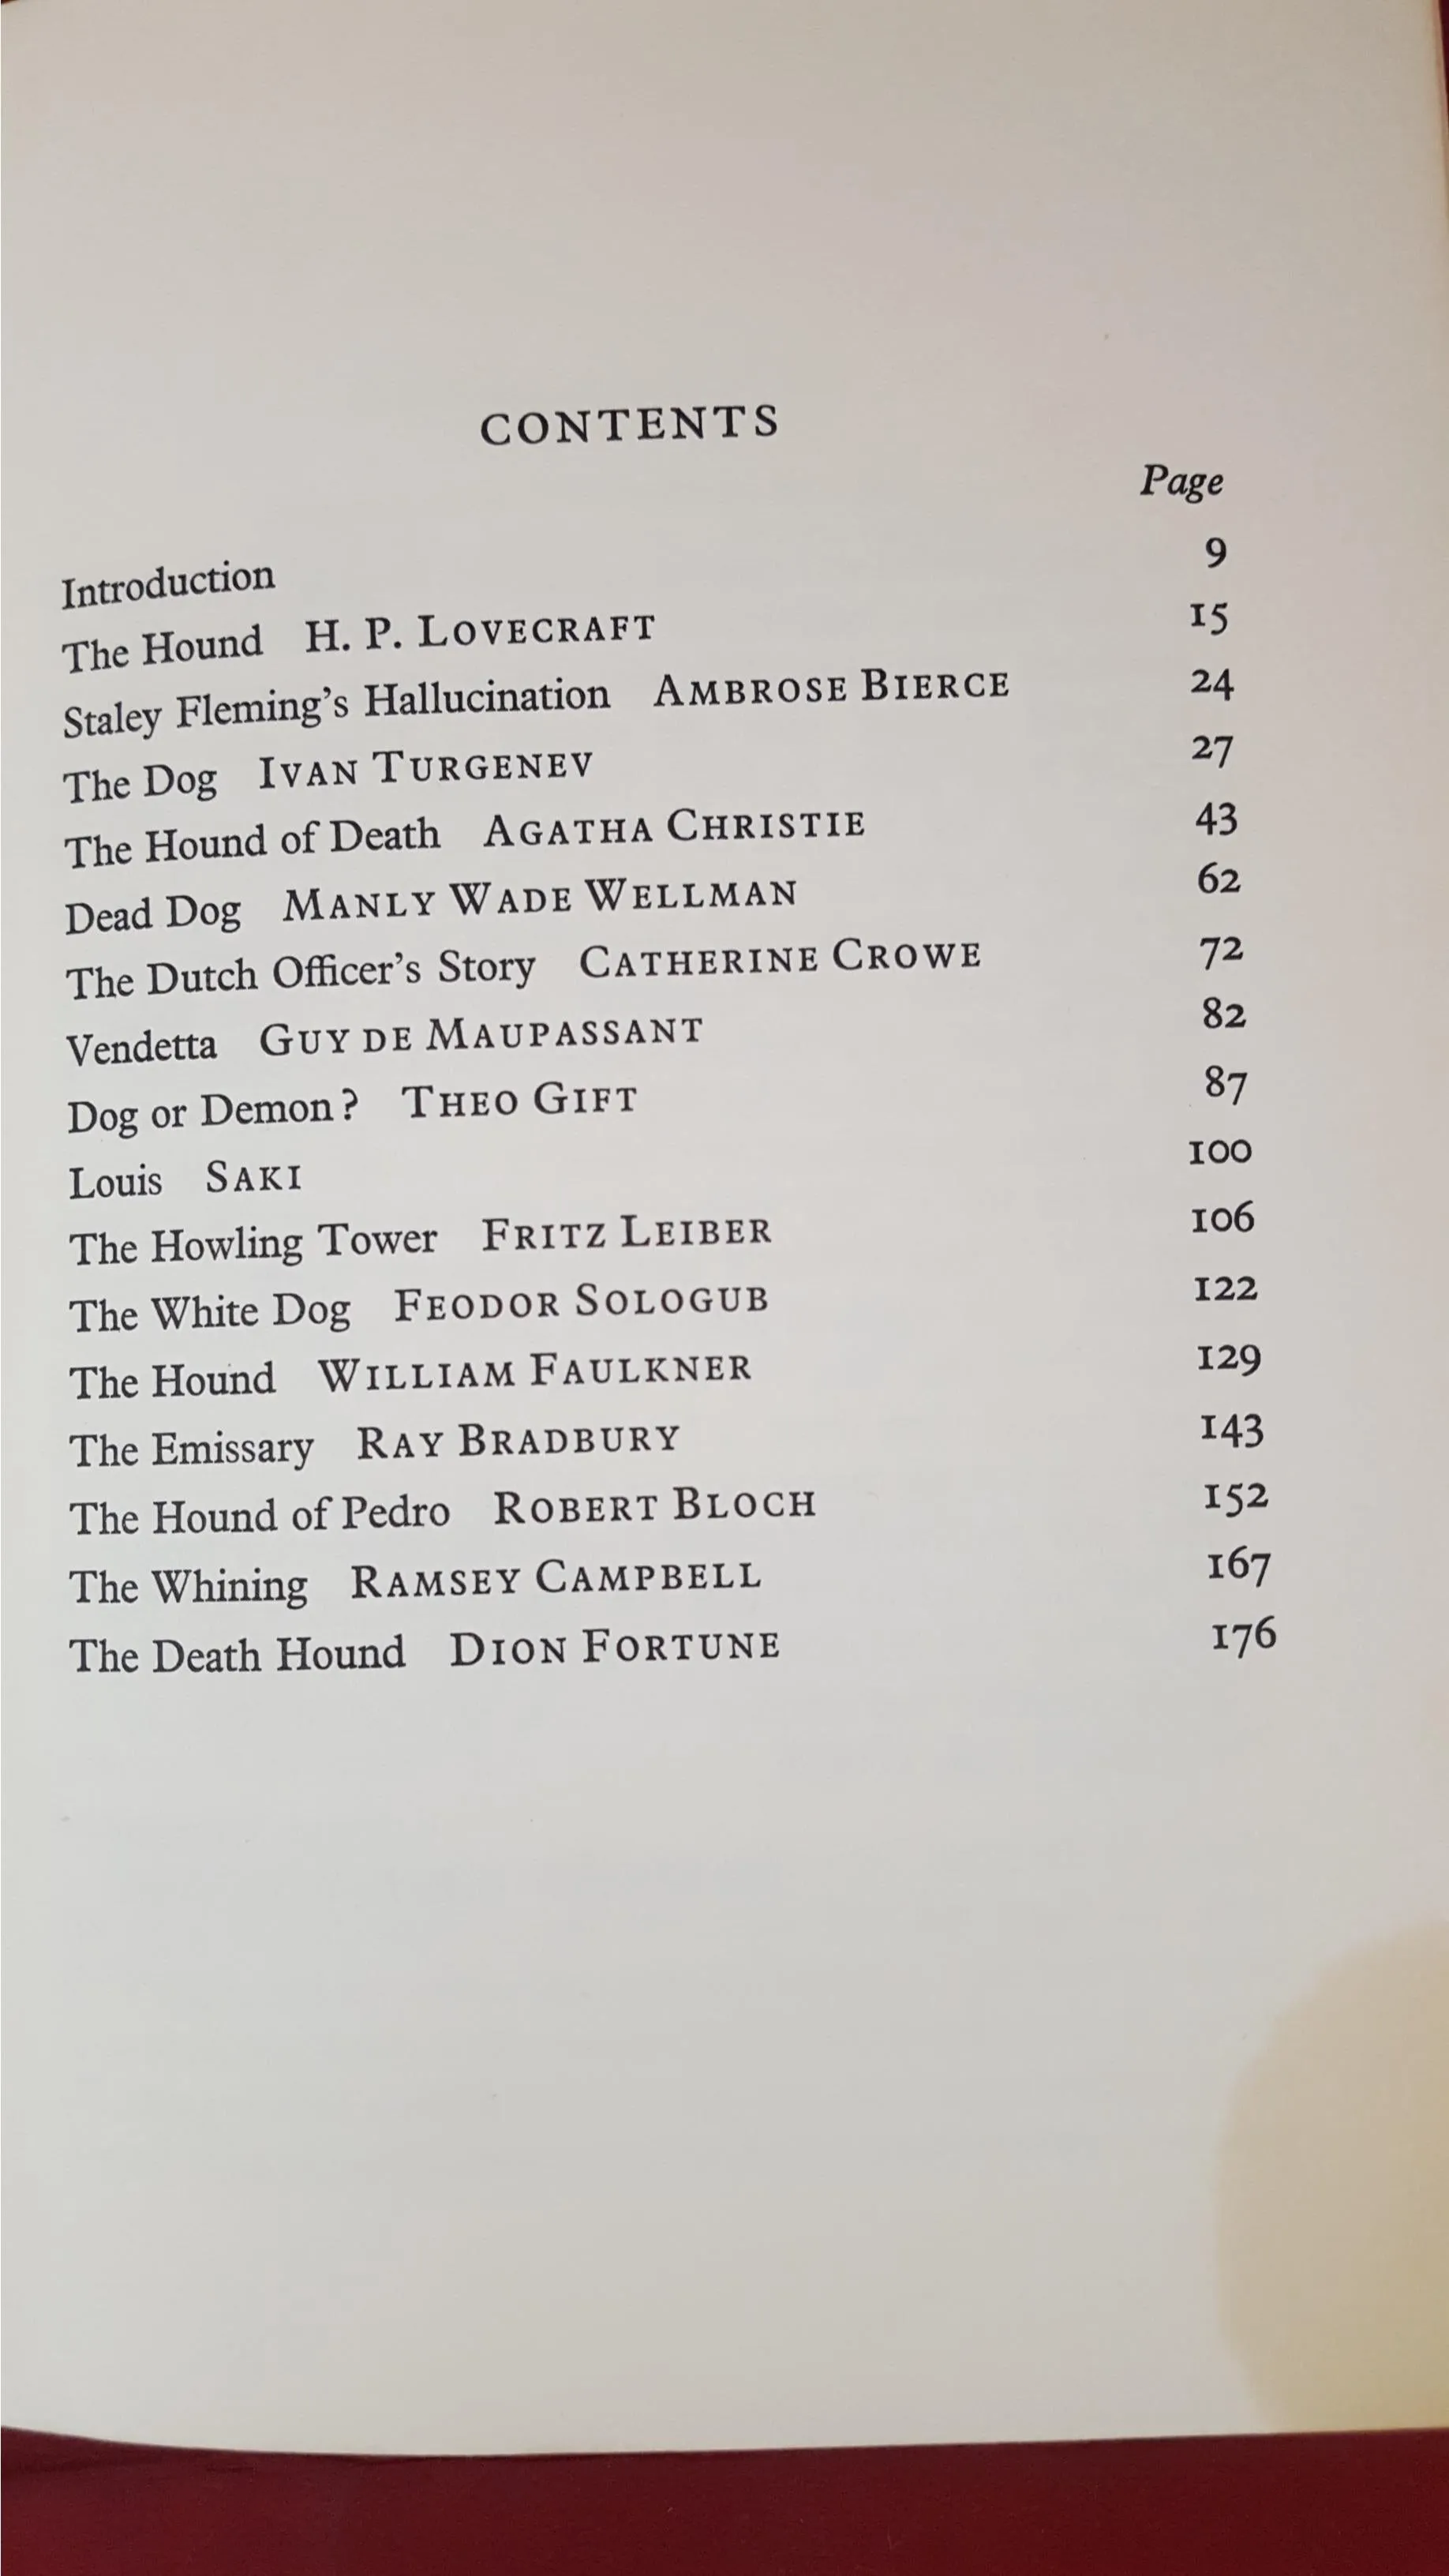 CONTENTS
Page
Introduction 9
The Hound H. P. LOVECRAFT 15
Staley Fleming's Hallucination AMBROSE BIERCE 24
The Dog IVAN TURGENEV 27
The Hound of Death AGATHA CHRISTIE 43
Dead Dog MANLY WADE WELLMAN 62
The Dutch Officer's Story CATHERINE CROWE 72
Vendetta GUY DE MAUPASSANT 82
Dog or Demon? THEO GIFT 87
Louis SAKI 100
The Howling Tower FRITZ LEIBER 106
The White Dog FEODOR SOLOGUB 122
The Hound WILLIAM FAULKNER 129
The Emissary RAY BRADBURY 143
The Hound of Pedro ROBERT BLOCH 152
The Whining RAMSEY CAMPBELL 167
The Death Hound DION FORTUNE 176